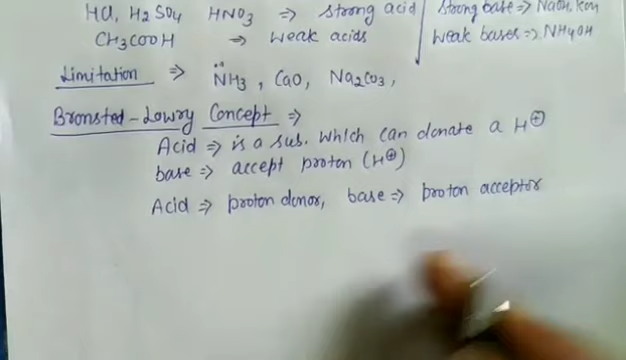 HCl, H2SO4 HNO3 ⇒ strong acid
Strong base ⇒ NaOH, KOH
CH3COOH ⇒ weak acids
weak bases ⇒ NH4OH
Limitation ⇒ N̈H3, CaO, Na2CO3,
Bronsted-Lowry Concept ⇒
Acid ⇒ is a sus. which can donate a H⊕
base ⇒ accept proton (H⊕)
Acid ⇒ proton donor, base ⇒ proton acceptor